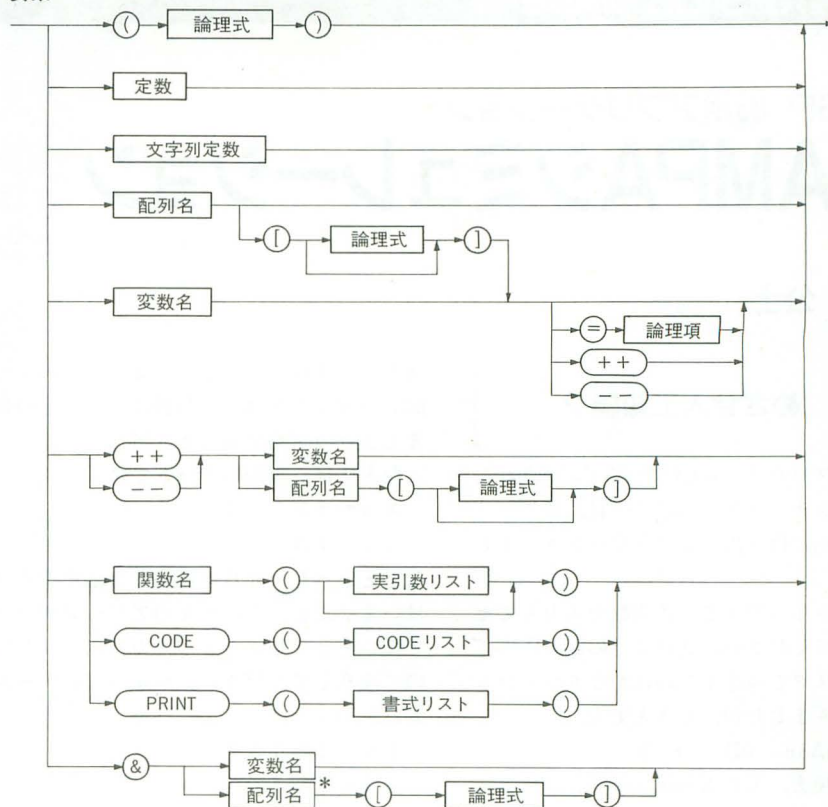 ( 論理式 )
定数
文字列定数
配列名
[ 論理式 ]
変数名
= 論理項
++
--
++ 変数名
-- 配列名 [ 論理式 ]
関数名 ( 実引数リスト )
CODE ( CODEリスト )
PRINT ( 書式リスト )
& 変数名
配列名 * [ 論理式 ]